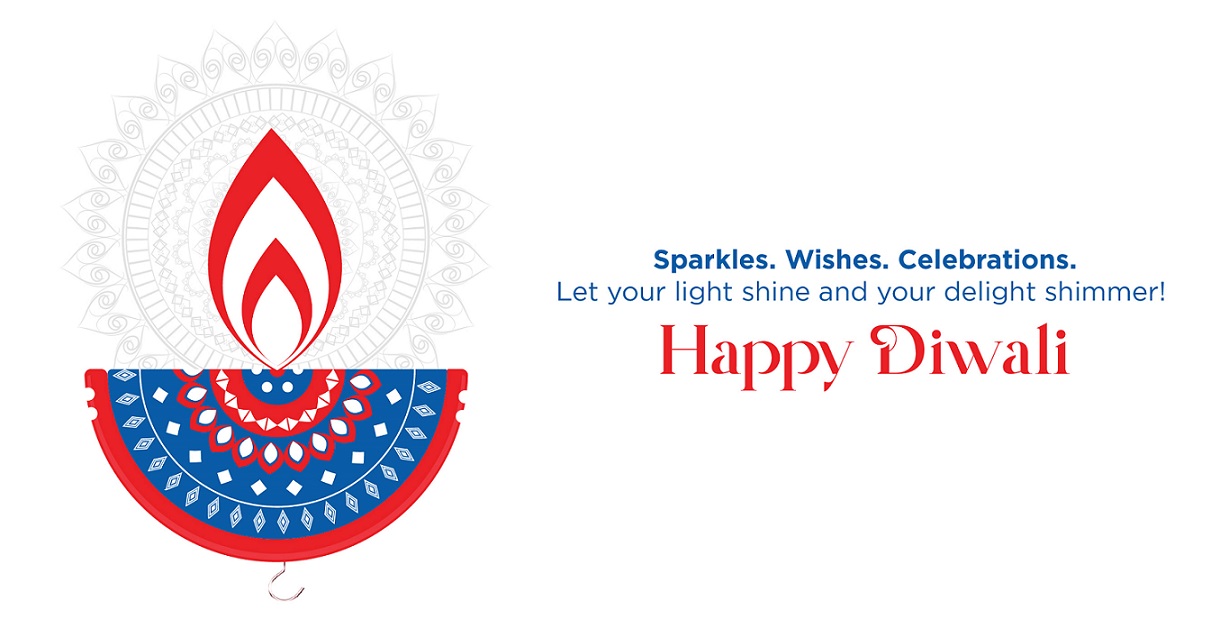 Sparkles. Wishes. Celebrations.
Let your light shine and your delight shimmer!
Happy Diwali